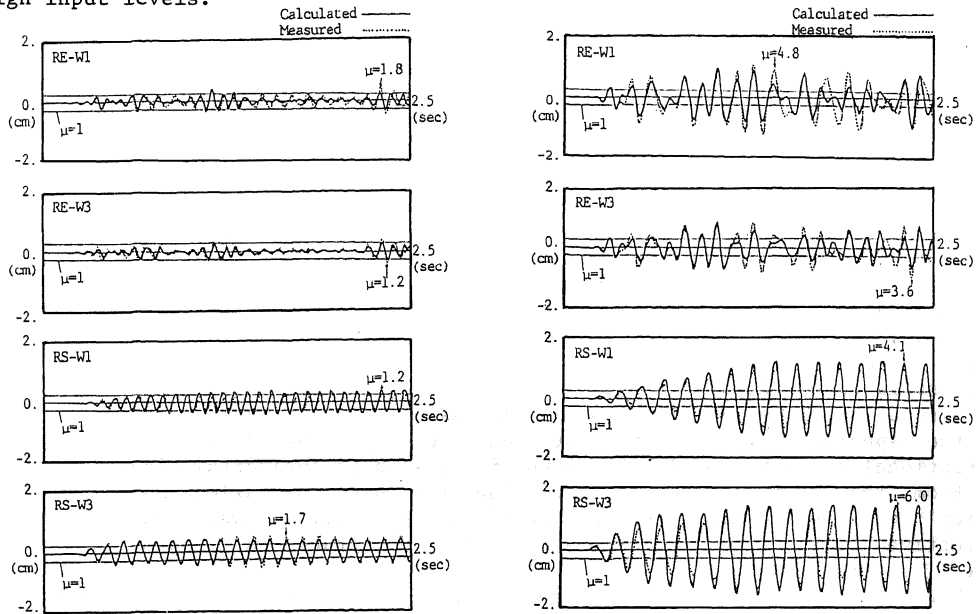 igh input levels.
Calculated
Measured
2.
RE-W1
μ=1.8
0.
(cm)
μ=1
2.5
(sec)
-2.
2.
RE-W3
0.
(cm)
μ=1
μ=1.2
2.5
(sec)
-2.
2.
RS-W1
μ=1.2
0.
(cm)
μ=1
2.5
(sec)
-2.
2.
RS-W3
μ=1.7
0.
(cm)
μ=1
2.5
(sec)
-2.
Calculated
Measured
2.
RE-W1
μ=4.8
0.
(cm)
μ=1
2.5
(sec)
-2.
2.
RE-W3
0.
(cm)
μ=1
μ=3.6
2.5
(sec)
-2.
2.
RS-W1
μ=4.1
0.
(cm)
μ=1
2.5
(sec)
-2.
2.
RS-W3
μ=6.0
0.
(cm)
μ=1
2.5
(sec)
-2.